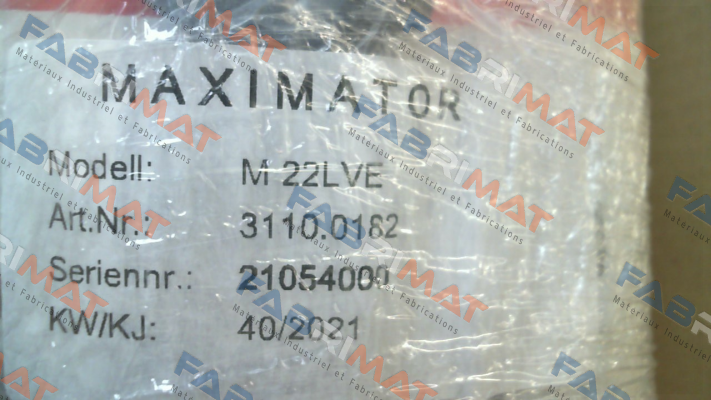 MAXIMATOR
Modell: M 22LVE
Art.Nr.: 3110.0182
Seriennr.: 21054009
KW/KJ: 40/2021
FABRIMAT
Materiaux Industriel et Fabrications